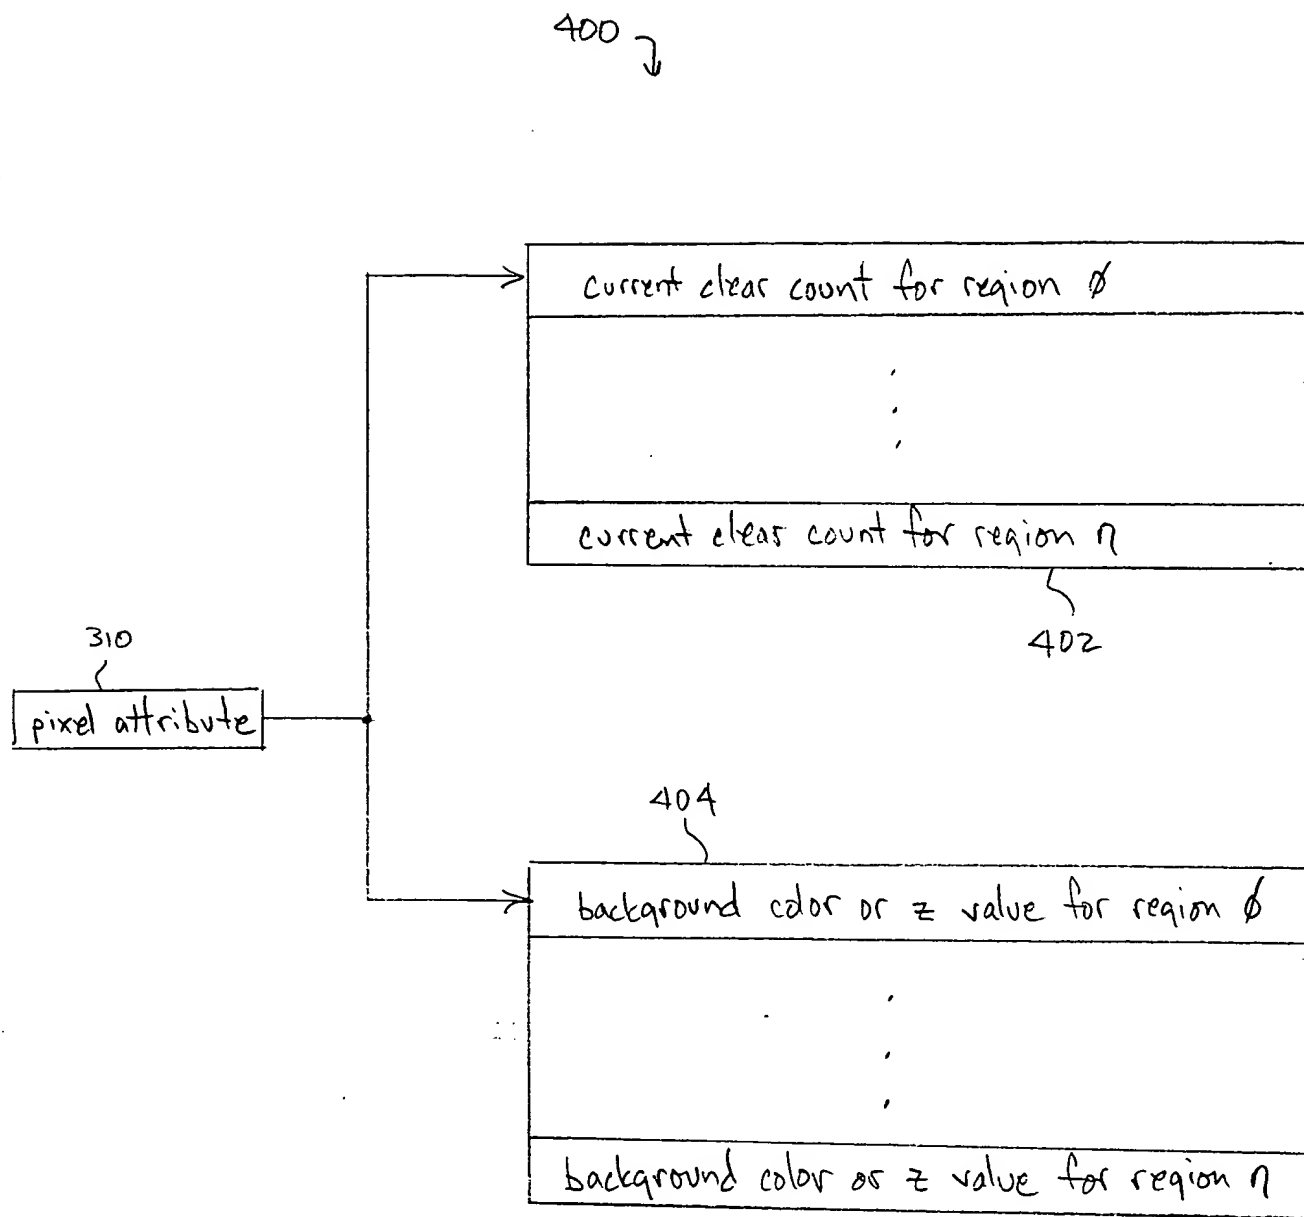 400
current clear count for region ∅
current clear count for region n
402
310
pixel attribute
404
background color or z value for region ∅
background color or z value for region n